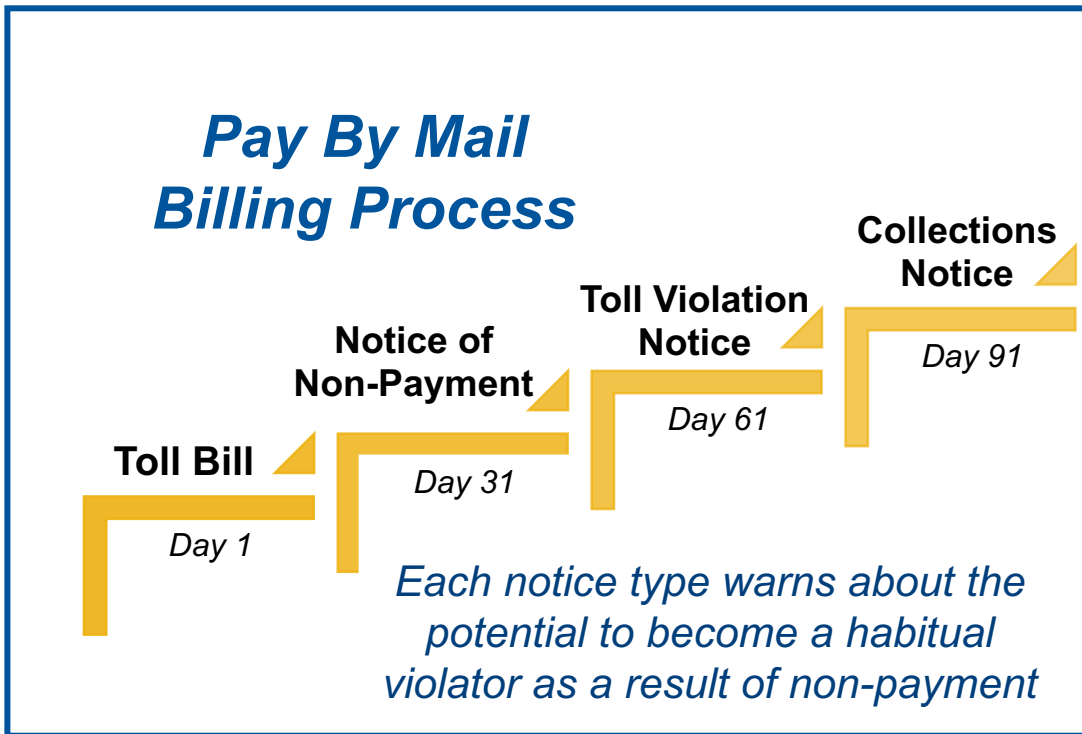 Pay By Mail
Billing Process
Toll Bill
Day 1
Notice of
Non-Payment
Day 31
Toll Violation
Notice
Day 61
Collections
Notice
Day 91
Each notice type warns about the
potential to become a habitual
violator as a result of non-payment